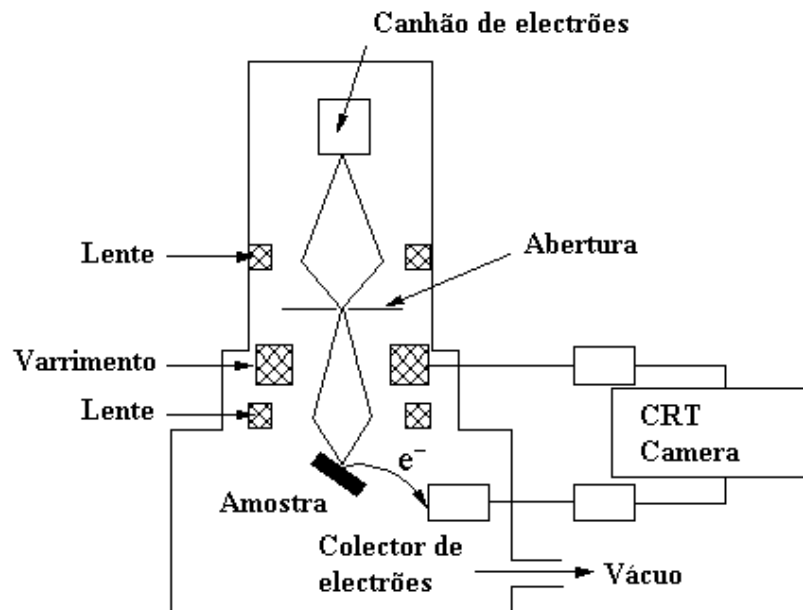 Canhão de electrões
Lente
Abertura
Varrimento
Lente
CRT
Camera
e⁻
Amostra
Colector de
electrões
Vácuo